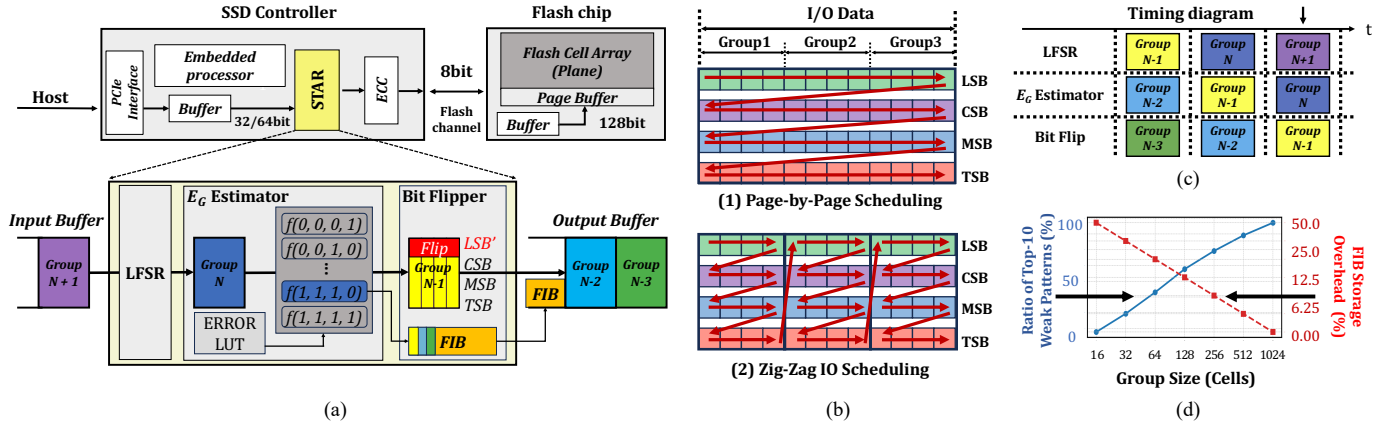 SSD Controller
Flash chip
Host
PCIe Interface
Embedded processor
Buffer
32/64bit
STAR
ECC
8bit
Flash channel
Flash Cell Array (Plane)
Page Buffer
Buffer
128bit
Input Buffer
Group N + 1
LFSR
E_G Estimator
Group N
f(0, 0, 0, 1)
f(0, 0, 1, 0)
⋮
f(1, 1, 1, 0)
f(1, 1, 1, 1)
ERROR LUT
Bit Flipper
Flip
Group N-1
LSB'
CSB
MSB
TSB
FIB
Output Buffer
FIB
Group N-2
Group N-3
(a)
I/O Data
Group1
Group2
Group3
LSB
CSB
MSB
TSB
(1) Page-by-Page Scheduling
LSB
CSB
MSB
TSB
(2) Zig-Zag IO Scheduling
(b)
Timing diagram
t
LFSR
Group N-1
Group N
Group N+1
E_G Estimator
Group N-2
Group N-1
Group N
Bit Flip
Group N-3
Group N-2
Group N-1
(c)
Ratio of Top-10 Weak Patterns (%)
100
50
0
50.0
25.0
12.5
6.25
0.00
FIB Storage Overhead (%)
16 32 64 128 256 512 1024
Group Size (Cells)
(d)